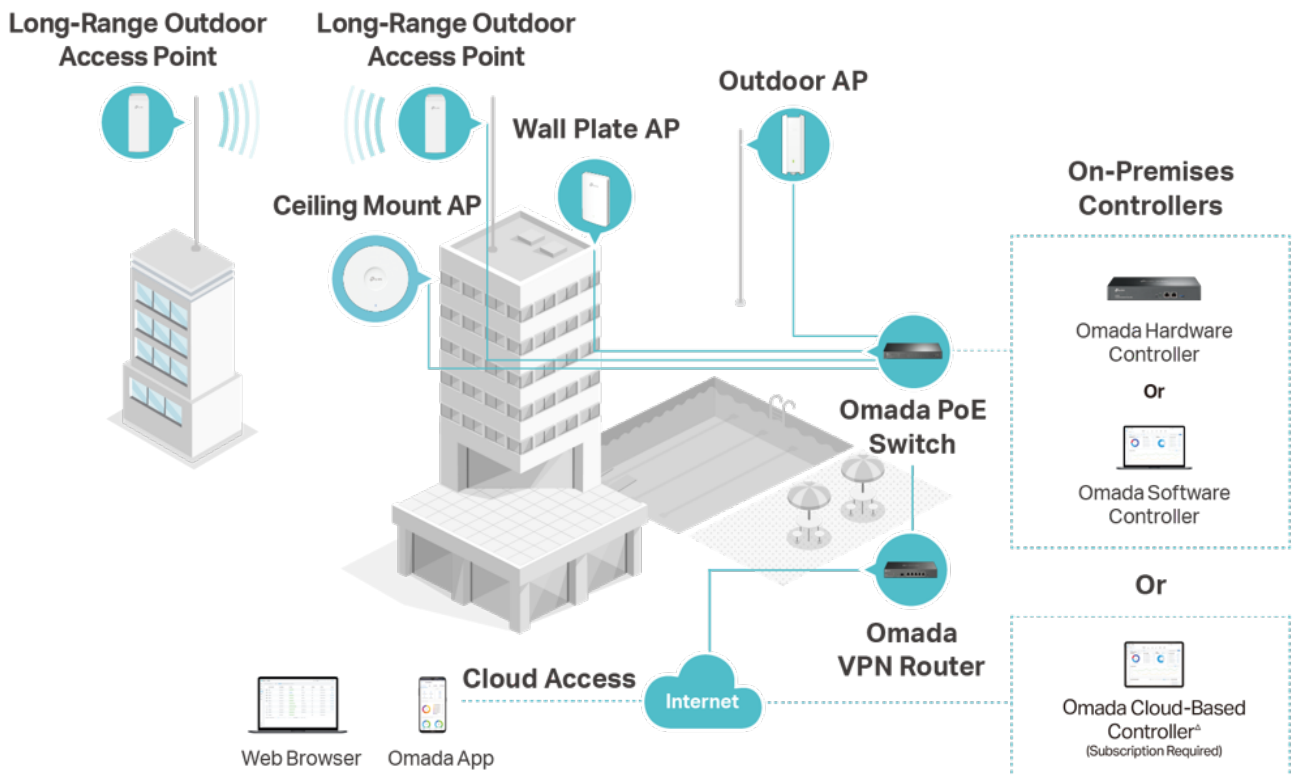 Long-Range Outdoor
Access Point
Long-Range Outdoor
Access Point
Outdoor AP
Wall Plate AP
Ceiling Mount AP
On-Premises
Controllers
Omada Hardware
Controller
Or
Omada Software
Controller
Omada PoE
Switch
Or
Omada
VPN Router
Cloud Access
Internet
Omada Cloud-Based
Controller△
(Subscription Required)
Web Browser
Omada App